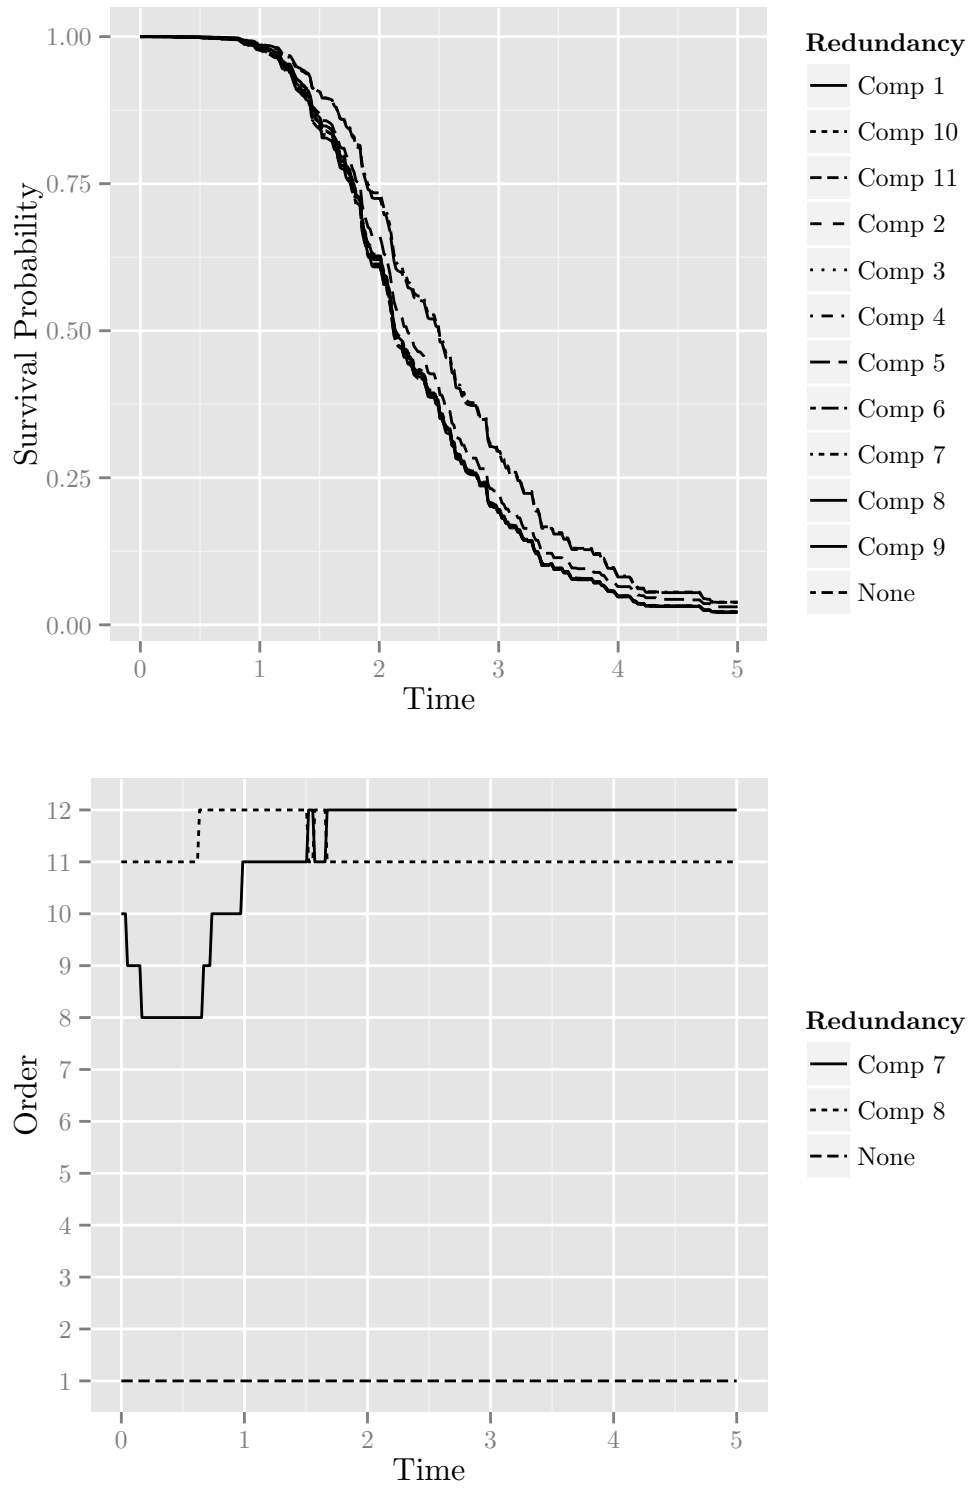 1.00
0.75
0.50
0.25
0.00
Survival Probability
0 1 2 3 4 5
Time
Redundancy
Comp 1
Comp 10
Comp 11
Comp 2
Comp 3
Comp 4
Comp 5
Comp 6
Comp 7
Comp 8
Comp 9
None
12
11
10
9
8
7
6
5
4
3
2
1
Order
0 1 2 3 4 5
Time
Redundancy
Comp 7
Comp 8
None